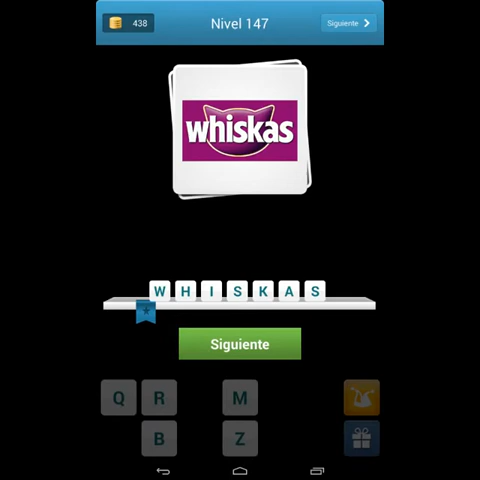 438
Nivel 147
Siguiente
whiskas
W H I S K A S
Siguiente
Q R M
B Z